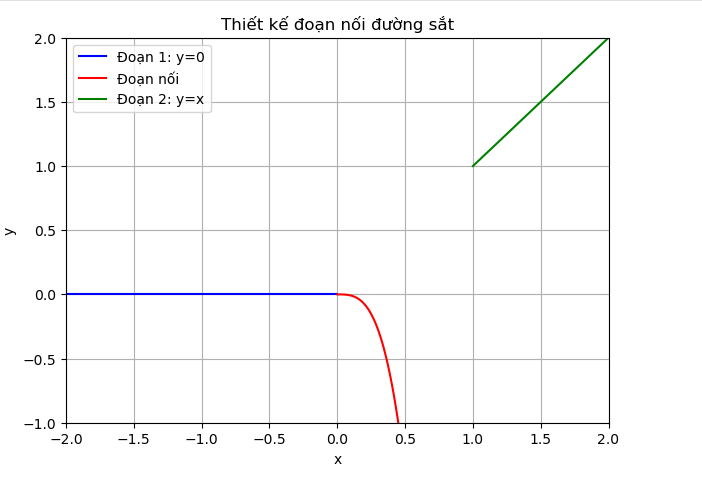 Thiết kế đoạn nối đường sắt
Đoạn 1: y=0
Đoạn nối
Đoạn 2: y=x
2.0
1.5
1.0
0.5
0.0
−0.5
−1.0
y
−2.0 −1.5 −1.0 −0.5 0.0 0.5 1.0 1.5 2.0
x